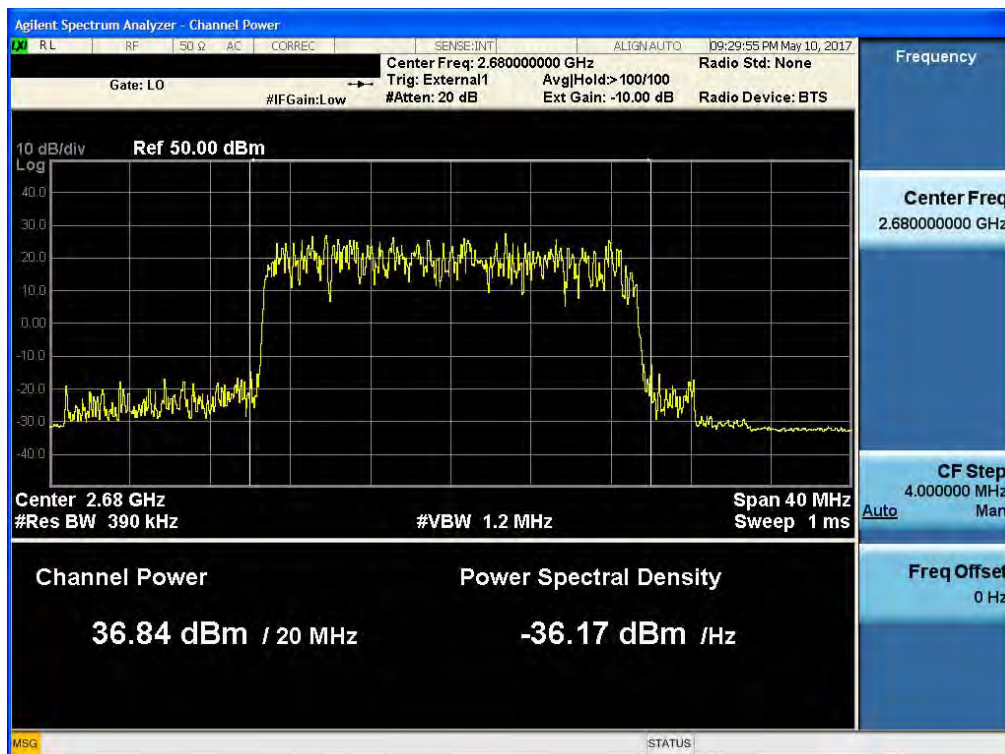 Agilent Spectrum Analyzer - Channel Power
LXI RL RF 50 Ω AC CORREC SENSE:INT ALIGNAUTO 09:29:55 PM May 10, 2017
Center Freq: 2.680000000 GHz Radio Std: None
Gate: LO Trig: External1 Avg|Hold:>100/100
#IFGain:Low #Atten: 20 dB Ext Gain: -10.00 dB Radio Device: BTS
10 dB/div Ref 50.00 dBm
Log
40.0
30.0
20.0
10.0
0.00
-10.0
-20.0
-30.0
-40.0
Center 2.68 GHz Span 40 MHz
#Res BW 390 kHz #VBW 1.2 MHz Sweep 1 ms
Channel Power Power Spectral Density
36.84 dBm / 20 MHz -36.17 dBm /Hz
Frequency
Center Freq
2.680000000 GHz
CF Step
4.000000 MHz
Auto Man
Freq Offset
0 Hz
MSG STATUS